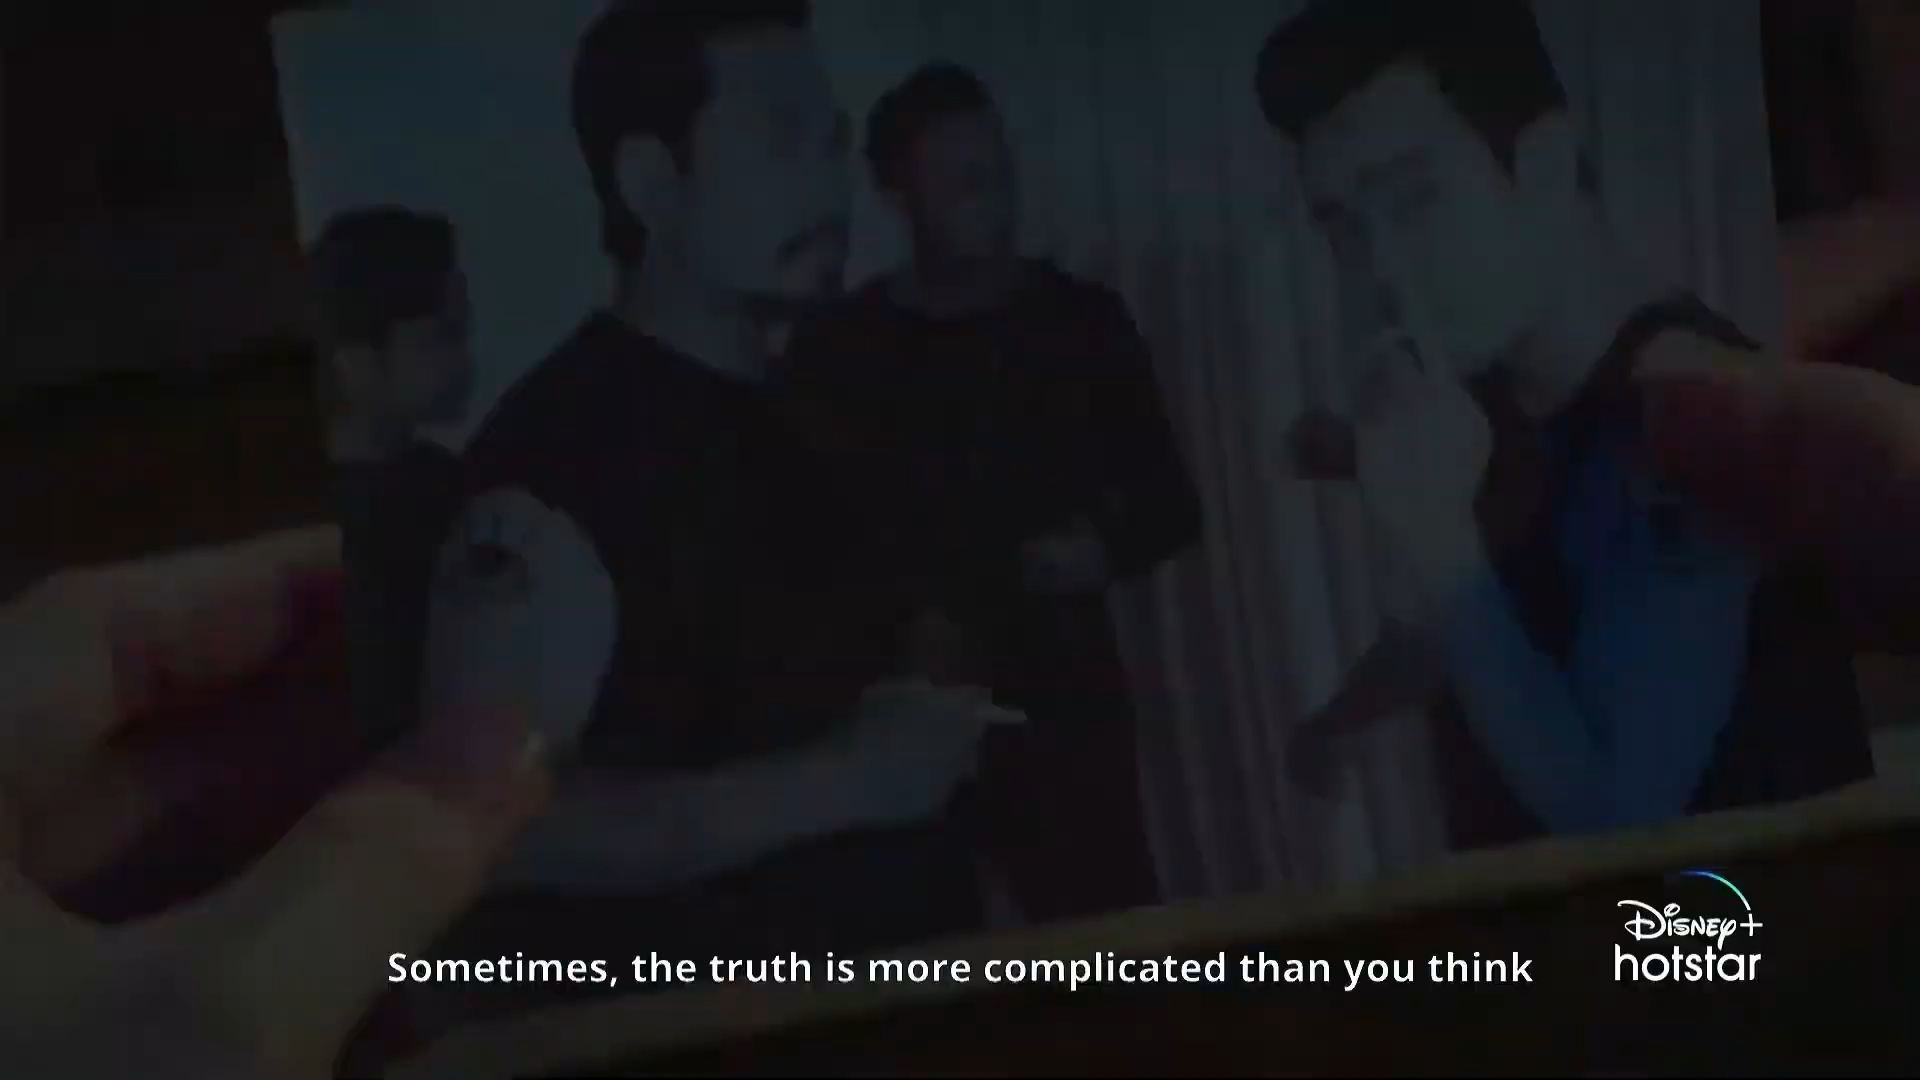 Sometimes, the truth is more complicated than you think
Disney+
hotstar